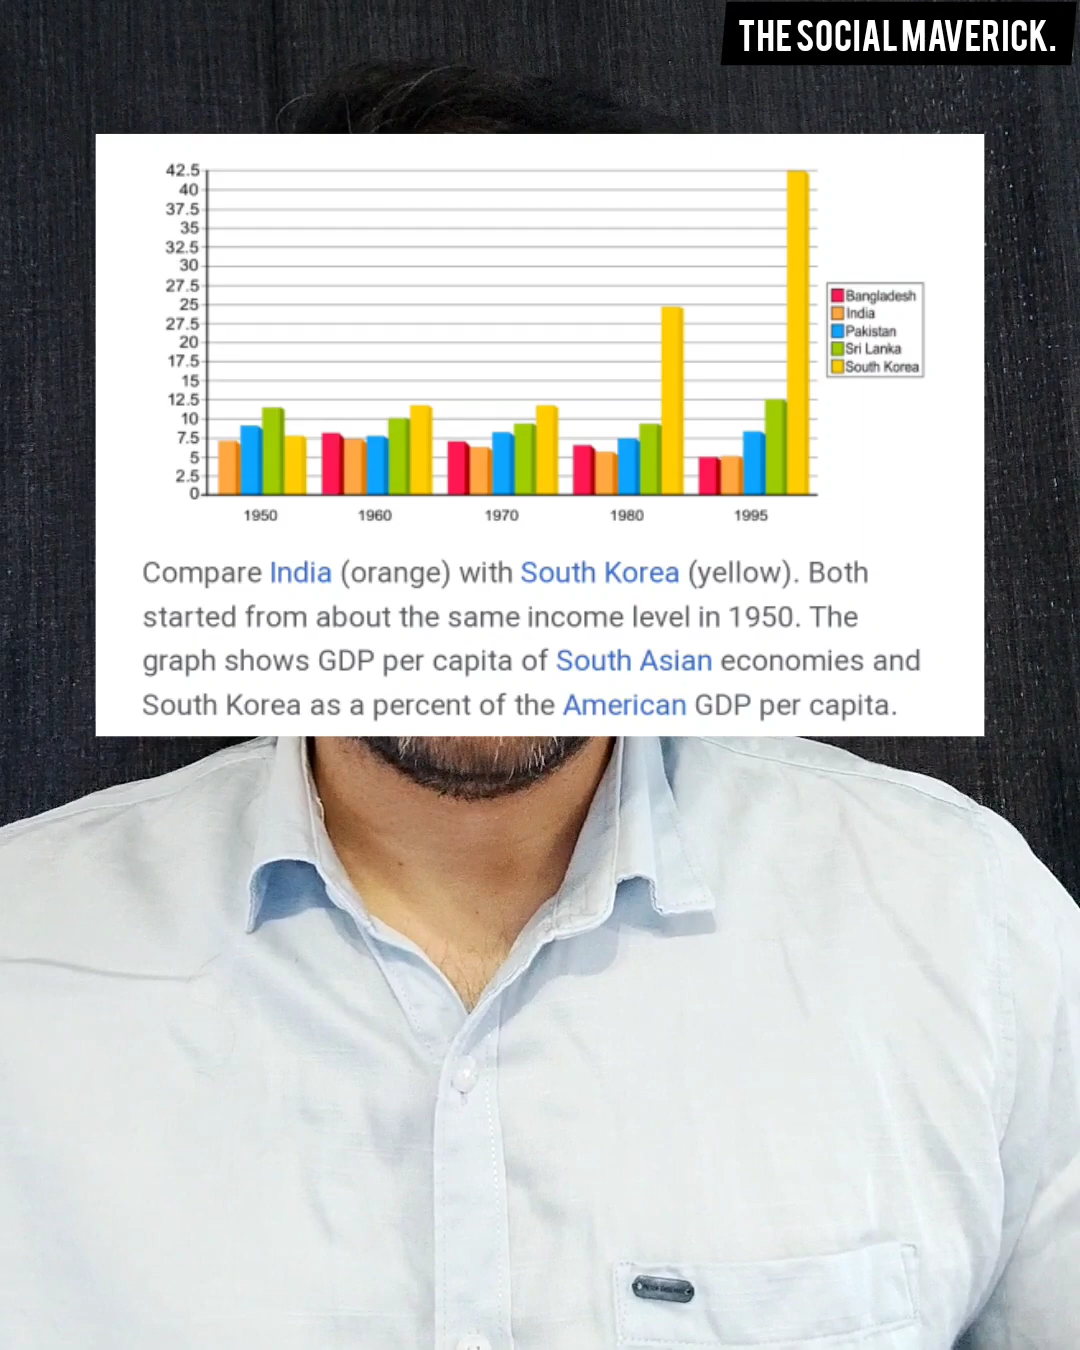 THE SOCIAL MAVERICK.
42.5
40
37.5
35
32.5
30
27.5
25
27.5
20
17.5
15
12.5
10
7.5
5
2.5
0
1950 1960 1970 1980 1995
Bangladesh
India
Pakistan
Sri Lanka
South Korea
Compare India (orange) with South Korea (yellow). Both
started from about the same income level in 1950. The
graph shows GDP per capita of South Asian economies and
South Korea as a percent of the American GDP per capita.